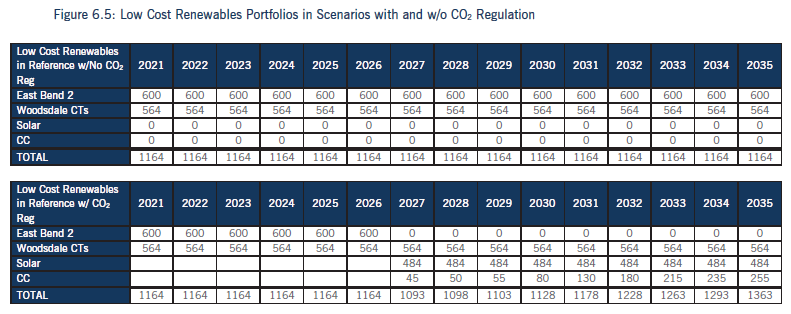 Figure 6.5: Low Cost Renewables Portfolios in Scenarios with and w/o CO₂ Regulation
Low Cost Renewables
in Reference w/No CO₂
Reg 2021 2022 2023 2024 2025 2026 2027 2028 2029 2030 2031 2032 2033 2034 2035
East Bend 2 600 600 600 600 600 600 600 600 600 600 600 600 600 600 600
Woodsdale CTs 564 564 564 564 564 564 564 564 564 564 564 564 564 564 564
Solar 0 0 0 0 0 0 0 0 0 0 0 0 0 0 0
CC 0 0 0 0 0 0 0 0 0 0 0 0 0 0 0
TOTAL 1164 1164 1164 1164 1164 1164 1164 1164 1164 1164 1164 1164 1164 1164 1164
Low Cost Renewables
in Reference w/ CO₂
Reg 2021 2022 2023 2024 2025 2026 2027 2028 2029 2030 2031 2032 2033 2034 2035
East Bend 2 600 600 600 600 600 600 0 0 0 0 0 0 0 0 0
Woodsdale CTs 564 564 564 564 564 564 564 564 564 564 564 564 564 564 564
Solar 484 484 484 484 484 484 484 484 484
CC 45 50 55 80 130 180 215 235 255
TOTAL 1164 1164 1164 1164 1164 1164 1093 1098 1103 1128 1178 1228 1263 1293 1363